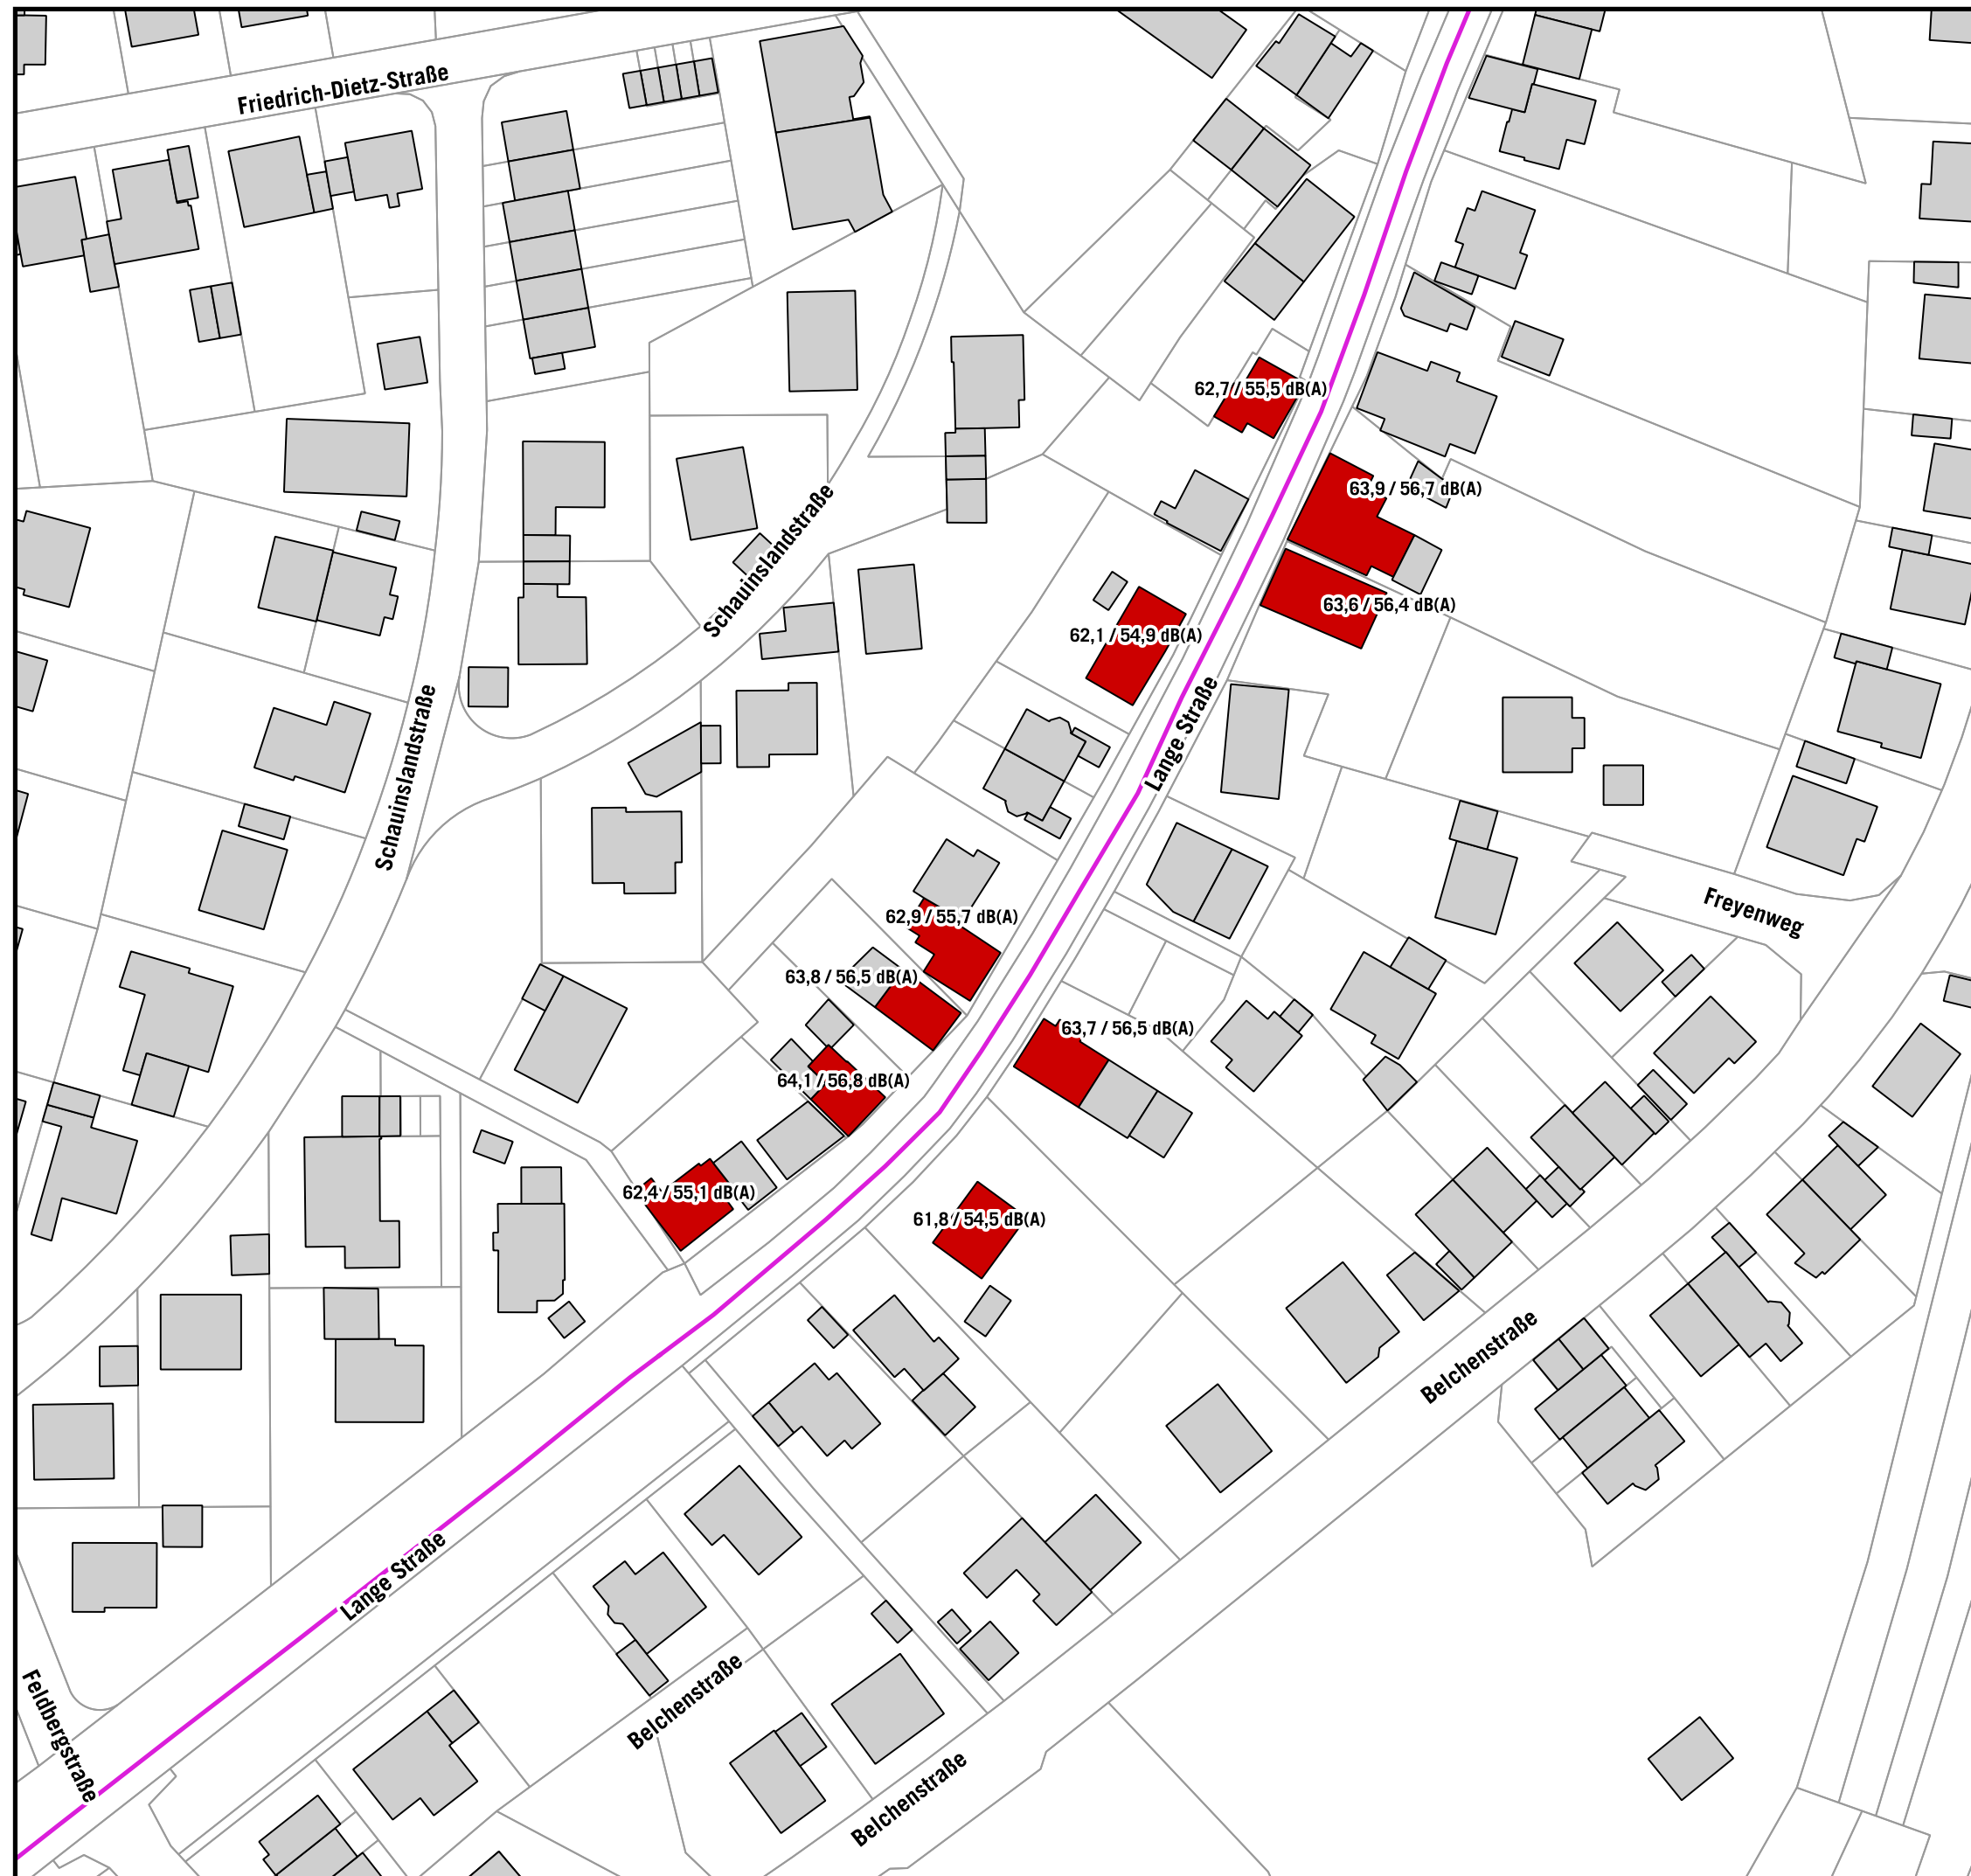 Friedrich-Dietz-Straße
62,7 / 55,5 dB(A)
63,9 / 56,7 dB(A)
Schauinslandstraße
63,6 / 56,4 dB(A)
62,1 / 54,9 dB(A)
Lange Straße
Schauinslandstraße
Freyenweg
62,9 / 55,7 dB(A)
63,8 / 56,5 dB(A)
63,7 / 56,5 dB(A)
64,1 / 56,8 dB(A)
62,4 / 55,1 dB(A)
61,8 / 54,5 dB(A)
Belchenstraße
Lange Straße
Belchenstraße
Feldbergstraße
Belchenstraße